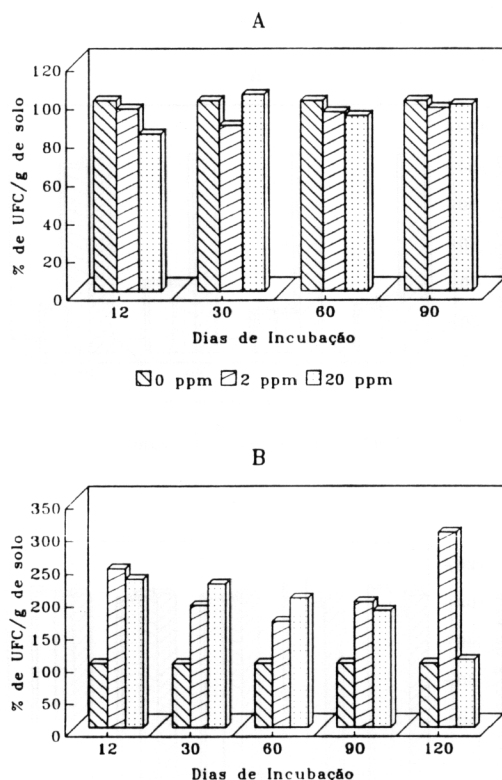 A
% de UFC/g de solo
120
100
80
60
40
20
0
12 30 60 90
Dias de Incubação
0 ppm 2 ppm 20 ppm
B
% de UFC/g de solo
350
300
250
200
150
100
50
0
12 30 60 90 120
Dias de Incubação